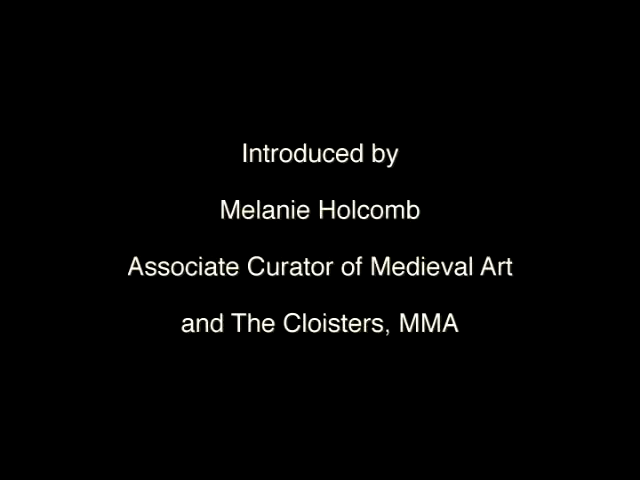 Introduced by
Melanie Holcomb
Associate Curator of Medieval Art
and The Cloisters, MMA